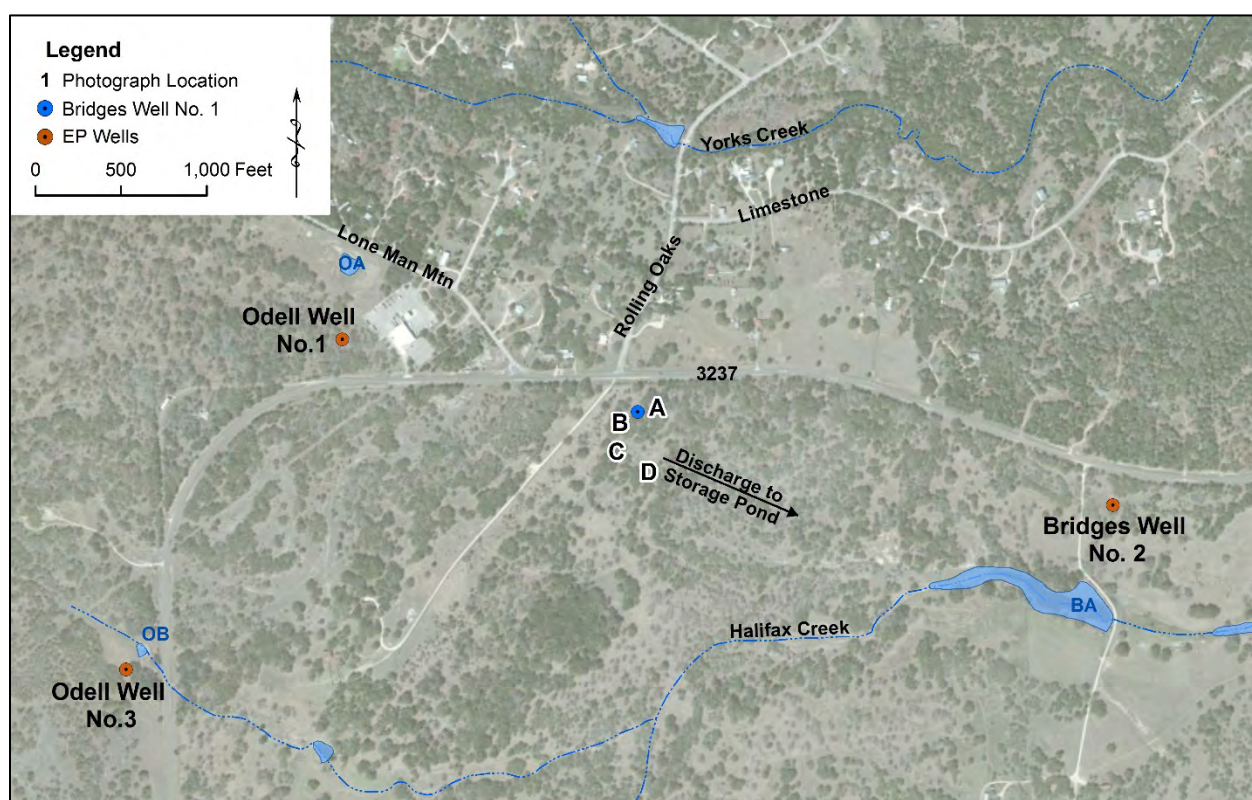 Legend
1 Photograph Location
Bridges Well No. 1
EP Wells
0 500 1,000 Feet
Yorks Creek
Limestone
Lone Man Mtn
OA
Rolling Oaks
Odell Well
No.1
3237
A
B
C
D
Discharge to
Storage Pond
Bridges Well
No. 2
BA
Halifax Creek
OB
Odell Well
No.3